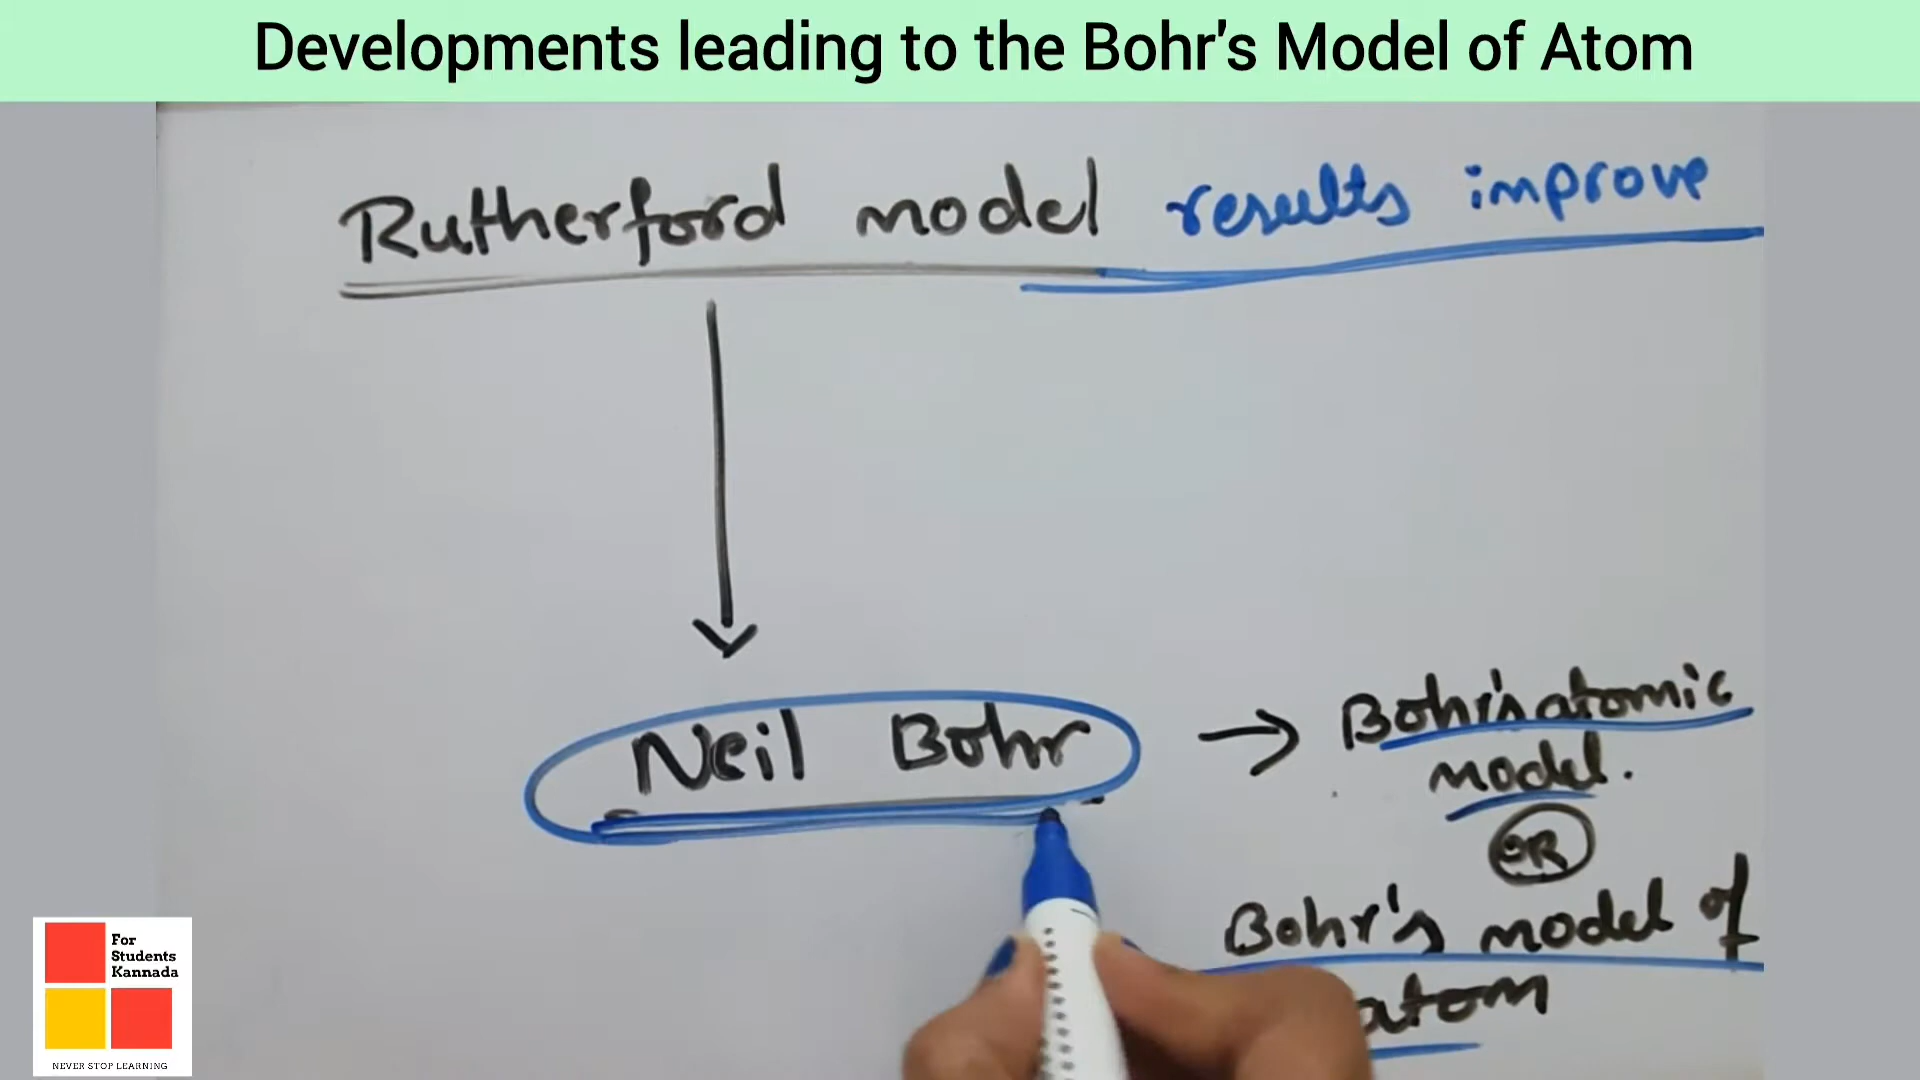 Developments leading to the Bohr's Model of Atom
Rutherford model results improve
Neil Bohr → Bohr's atomic
model.
OR
Bohr's model of
atom
For
Students
Kannada
NEVER STOP LEARNING